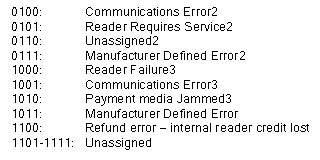 0100: Communications Error2
0101: Reader Requires Service2
0110: Unassigned2
0111: Manufacturer Defined Error2
1000: Reader Failure3
1001: Communications Error3
1010: Payment media Jammed3
1011: Manufacturer Defined Error
1100: Refund error – internal reader credit lost
1101-1111: Unassigned